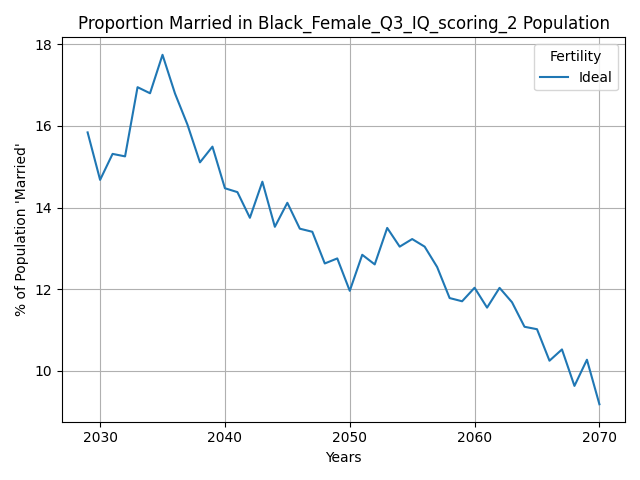 Proportion Married in Black_Female_Q3_IQ_scoring_2 Population
Fertility
Ideal
% of Population 'Married'
18
16
14
12
10
2030
2040
2050
2060
2070
Years